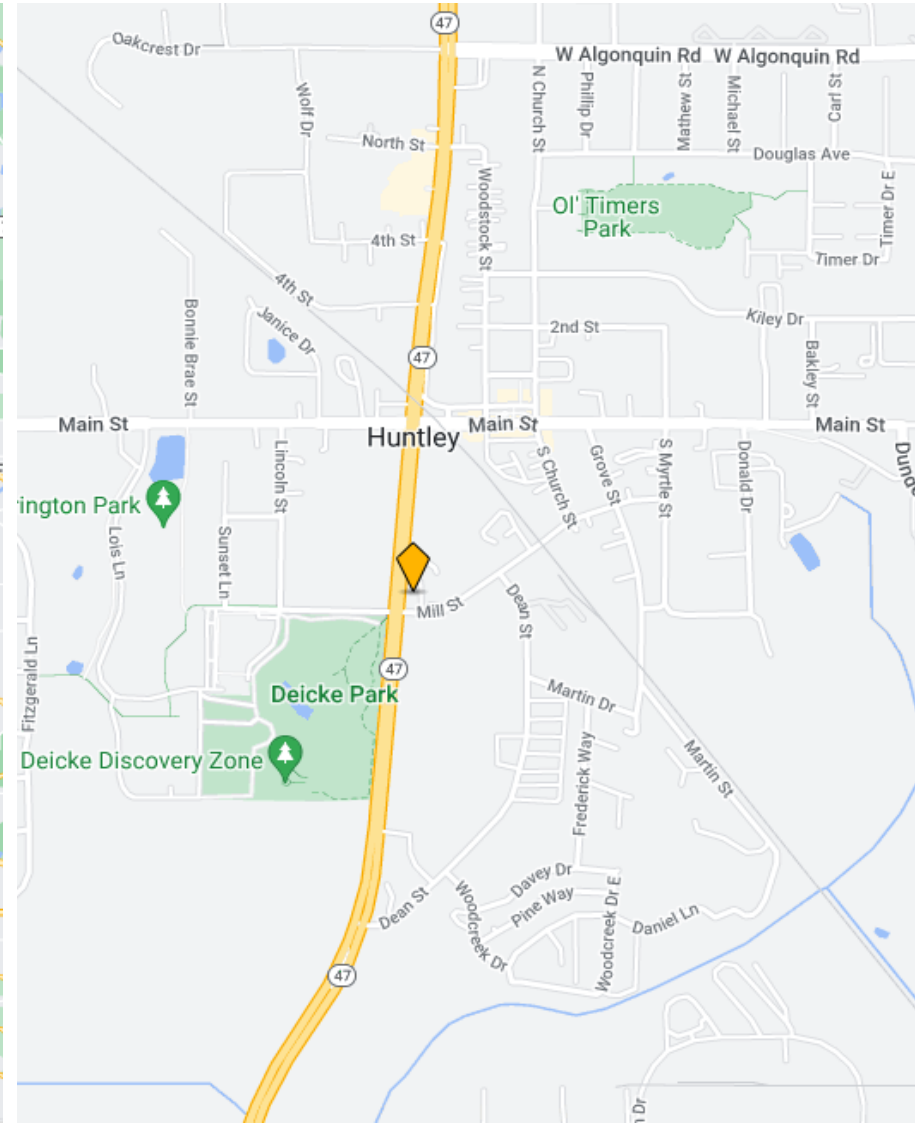 47
Oakcrest Dr
W Algonquin Rd
W Algonquin Rd
Wolf Dr
N Church St
Phillip Dr
Mathew St
Michael St
Carl St
North St
Douglas Ave
Woodstock St
Ol' Timers
Park
Timer Dr E
4th St
Timer Dr
4th St
Bonnie Brae St
Janice Dr
Kiley Dr
2nd St
47
Bakley St
Main St
Main St
Main St
Huntley
Lincoln St
S Church St
Grove St
S Myrtle St
Donald Dr
rington Park
Lois Ln
Sunset Ln
Mill St
Dean St
Fitzgerald Ln
47
Deicke Park
Martin Dr
Deicke Discovery Zone
Frederick Way
Martin St
Davey Dr
Pine Way
Woodcreek Dr E
Dean St
Woodcreek Dr
Daniel Ln
47